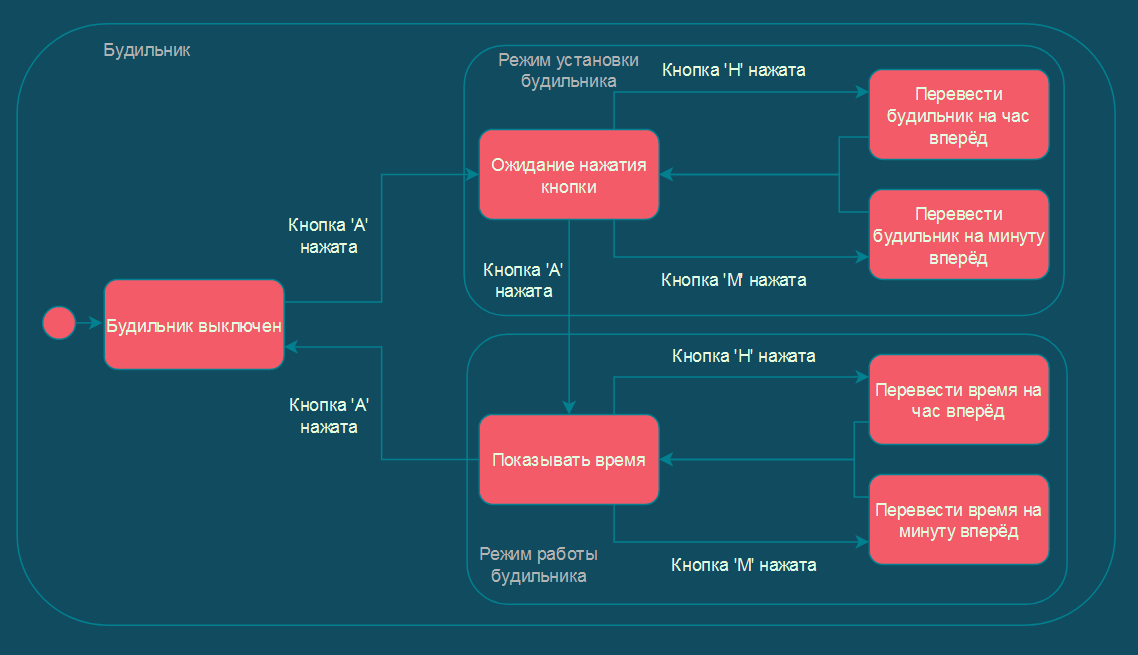 Будильник
Режим установки
будильника
Кнопка 'H' нажата
Перевести
будильник на час
вперёд
Ожидание нажатия
кнопки
Перевести
будильник на минуту
вперёд
Кнопка 'A'
нажата
Кнопка 'A'
нажата
Кнопка 'M' нажата
Будильник выключен
Кнопка 'H' нажата
Перевести время на
час вперёд
Кнопка 'A'
нажата
Показывать время
Перевести время на
минуту вперёд
Режим работы
будильника
Кнопка 'M' нажата